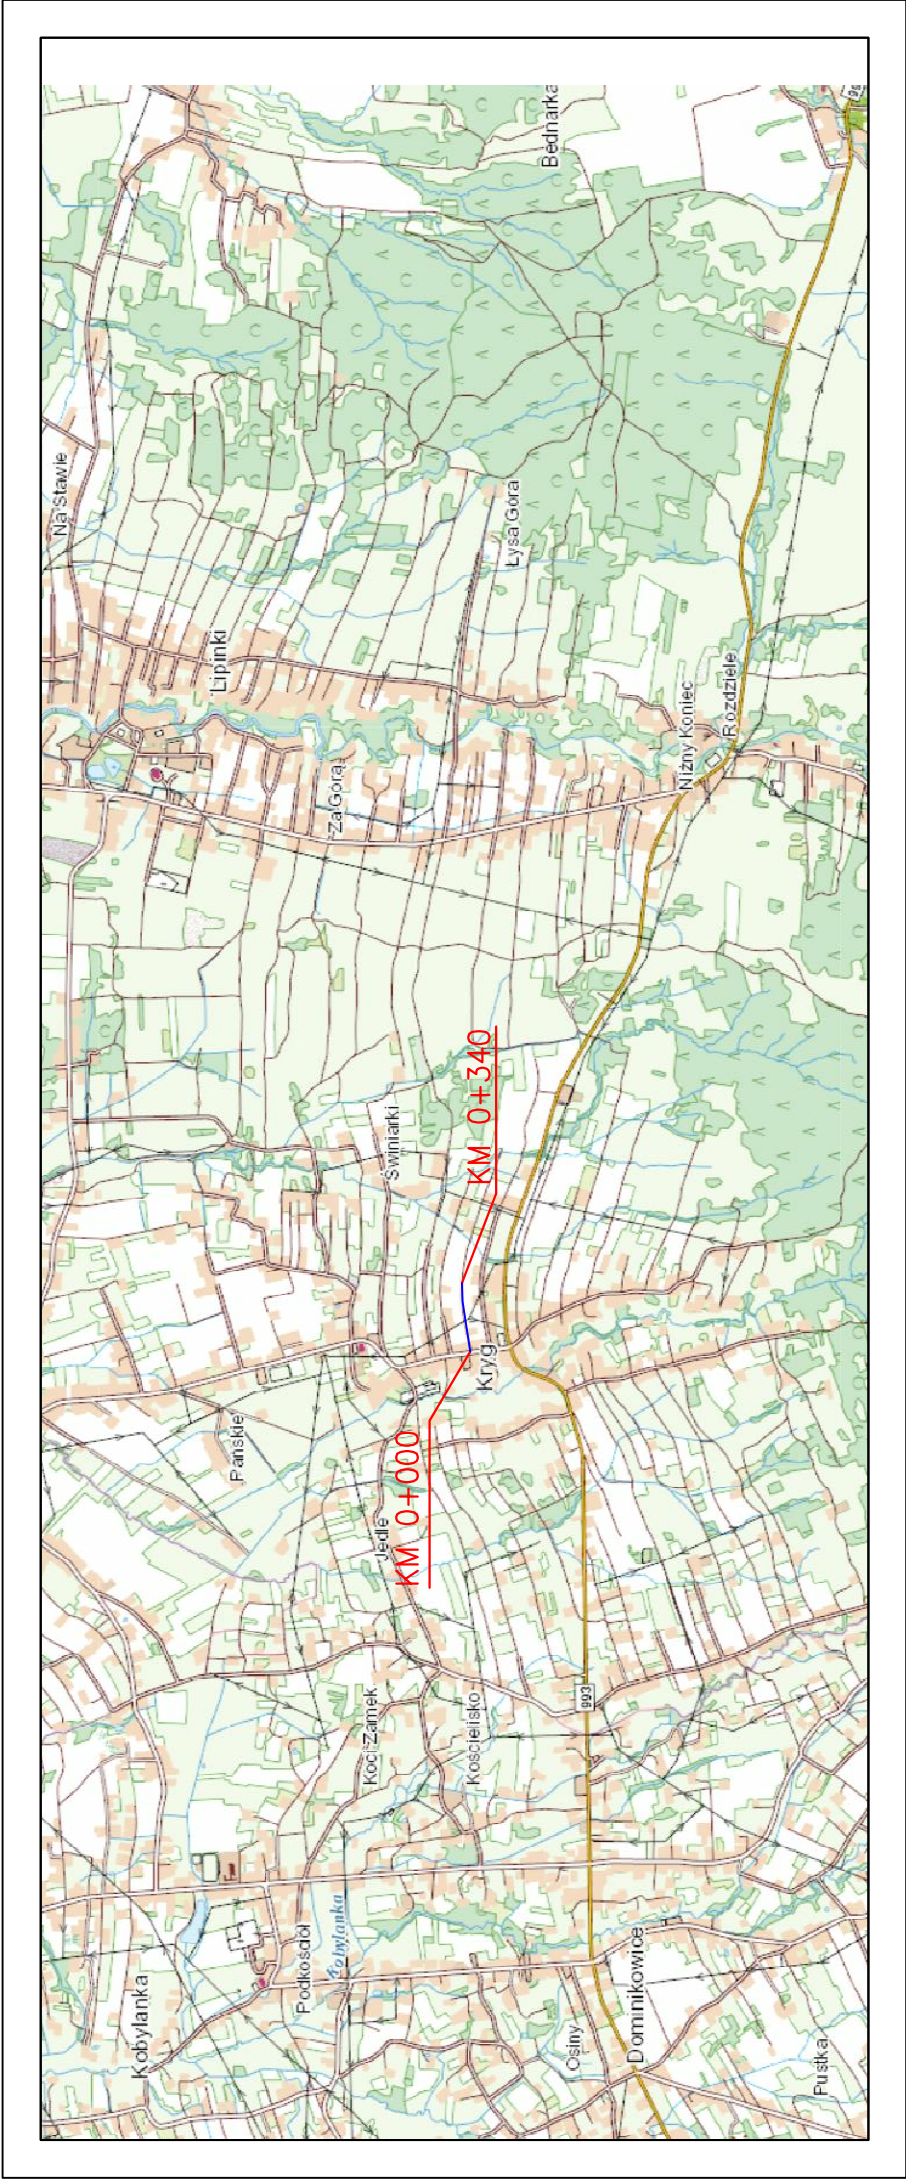 Kobylanka
Podkościół
Kobylanka
Osiny
Dominikowice
Pustka
Koci Zamek
Kościelisko
993
Pańskie
Jedle
KM 0+000
Kryg
Świniarki
KM 0+340
Za Górą
Lipinki
Niżny Koniec
Rozdziele
Na Stawie
Łysa Góra
Bednarka